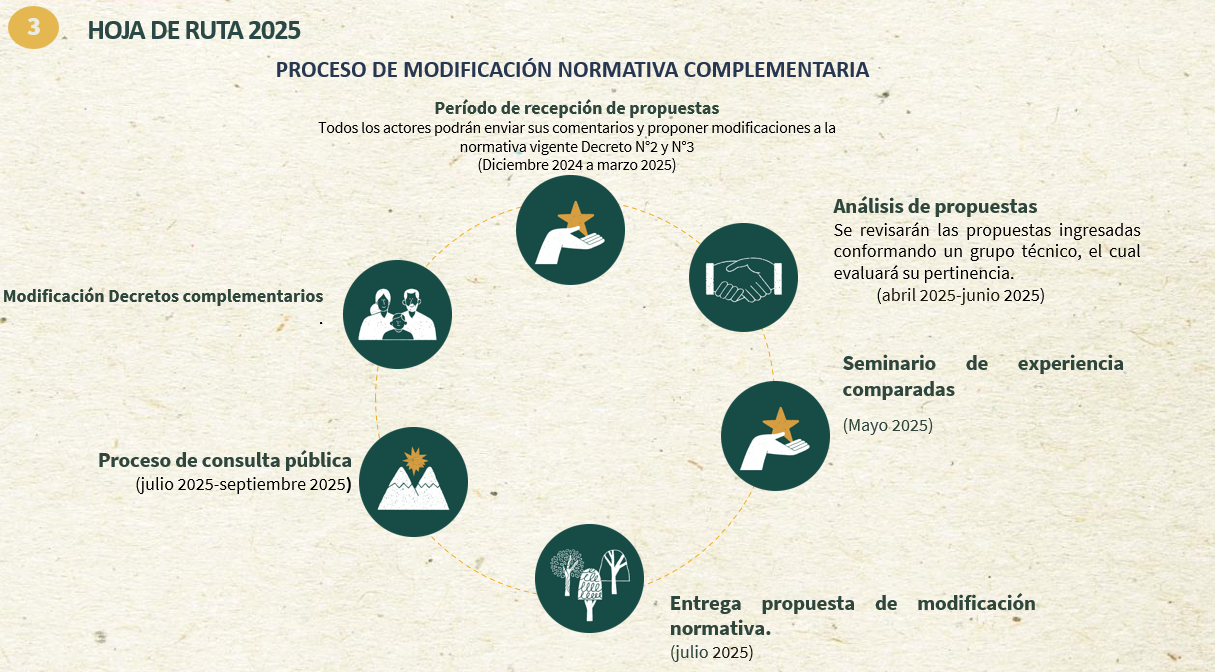 3
HOJA DE RUTA 2025
PROCESO DE MODIFICACIÓN NORMATIVA COMPLEMENTARIA
Período de recepción de propuestas
Todos los actores podrán enviar sus comentarios y proponer modificaciones a la
normativa vigente Decreto N°2 y N°3
(Diciembre 2024 a marzo 2025)
Análisis de propuestas
Se revisarán las propuestas ingresadas
conformando un grupo técnico, el cual
evaluará su pertinencia.
(abril 2025-junio 2025)
Seminario de experiencia
comparadas
(Mayo 2025)
Entrega propuesta de modificación
normativa.
(julio 2025)
Proceso de consulta pública
(julio 2025-septiembre 2025)
Modificación Decretos complementarios
.